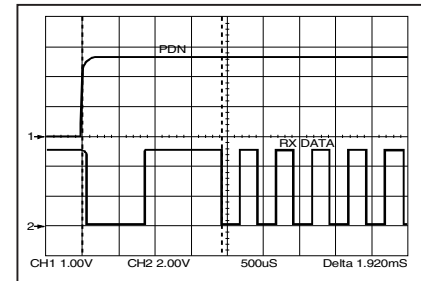 PDN
1
RX DATA
2
CH1 1.00V CH2 2.00V 500uS Delta 1.920mS